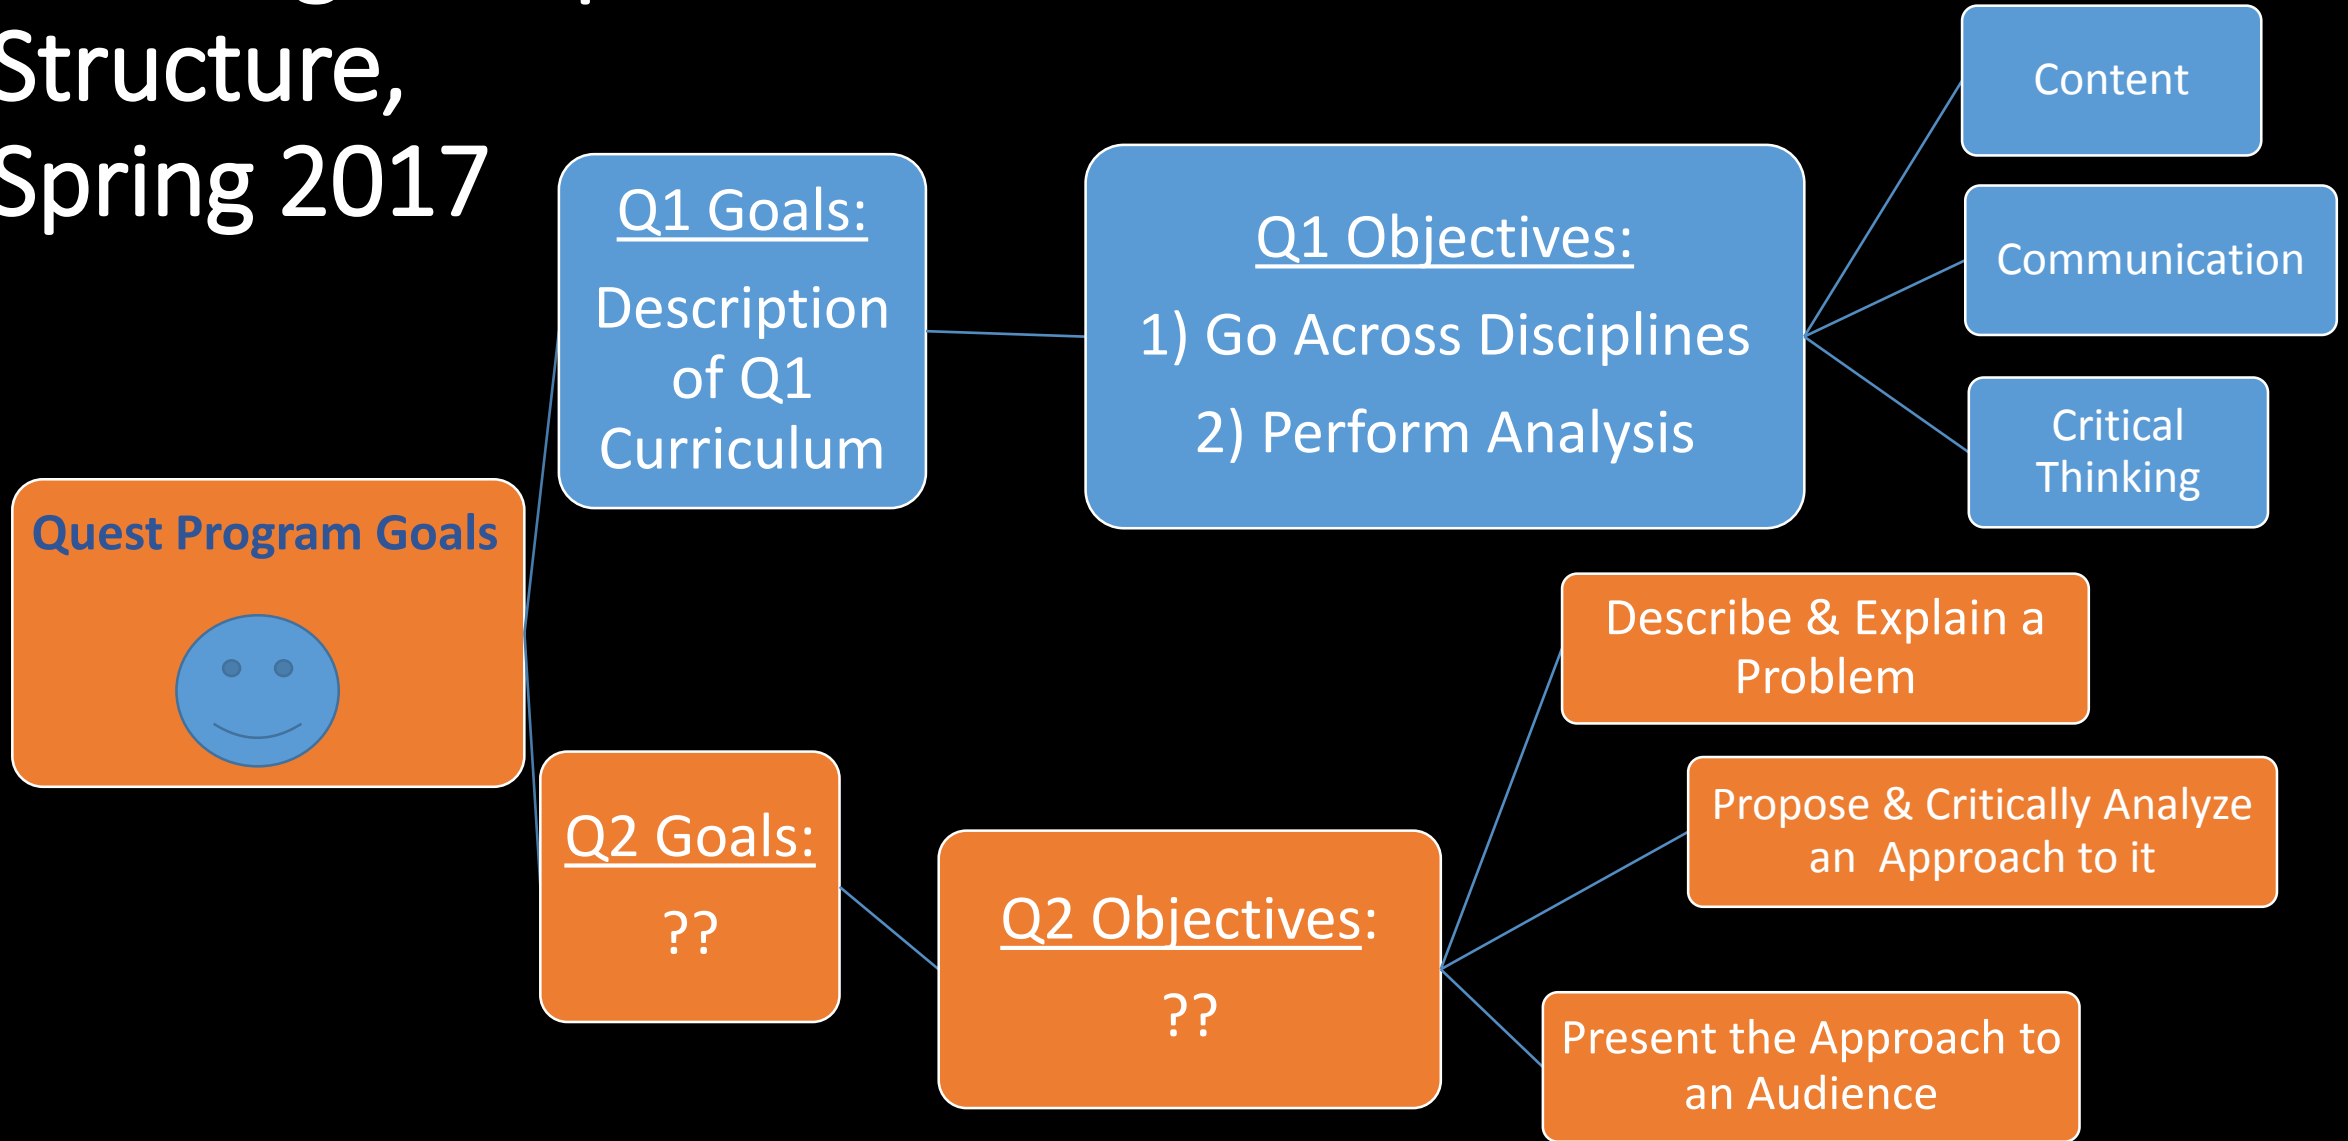 Structure,
Spring 2017
Quest Program Goals
Q1 Goals:
Description
of Q1
Curriculum
Q1 Objectives:
1) Go Across Disciplines
2) Perform Analysis
Content
Communication
Critical
Thinking
Q2 Goals:
??
Q2 Objectives:
??
Describe & Explain a
Problem
Propose & Critically Analyze
an  Approach to it
Present the Approach to
an Audience